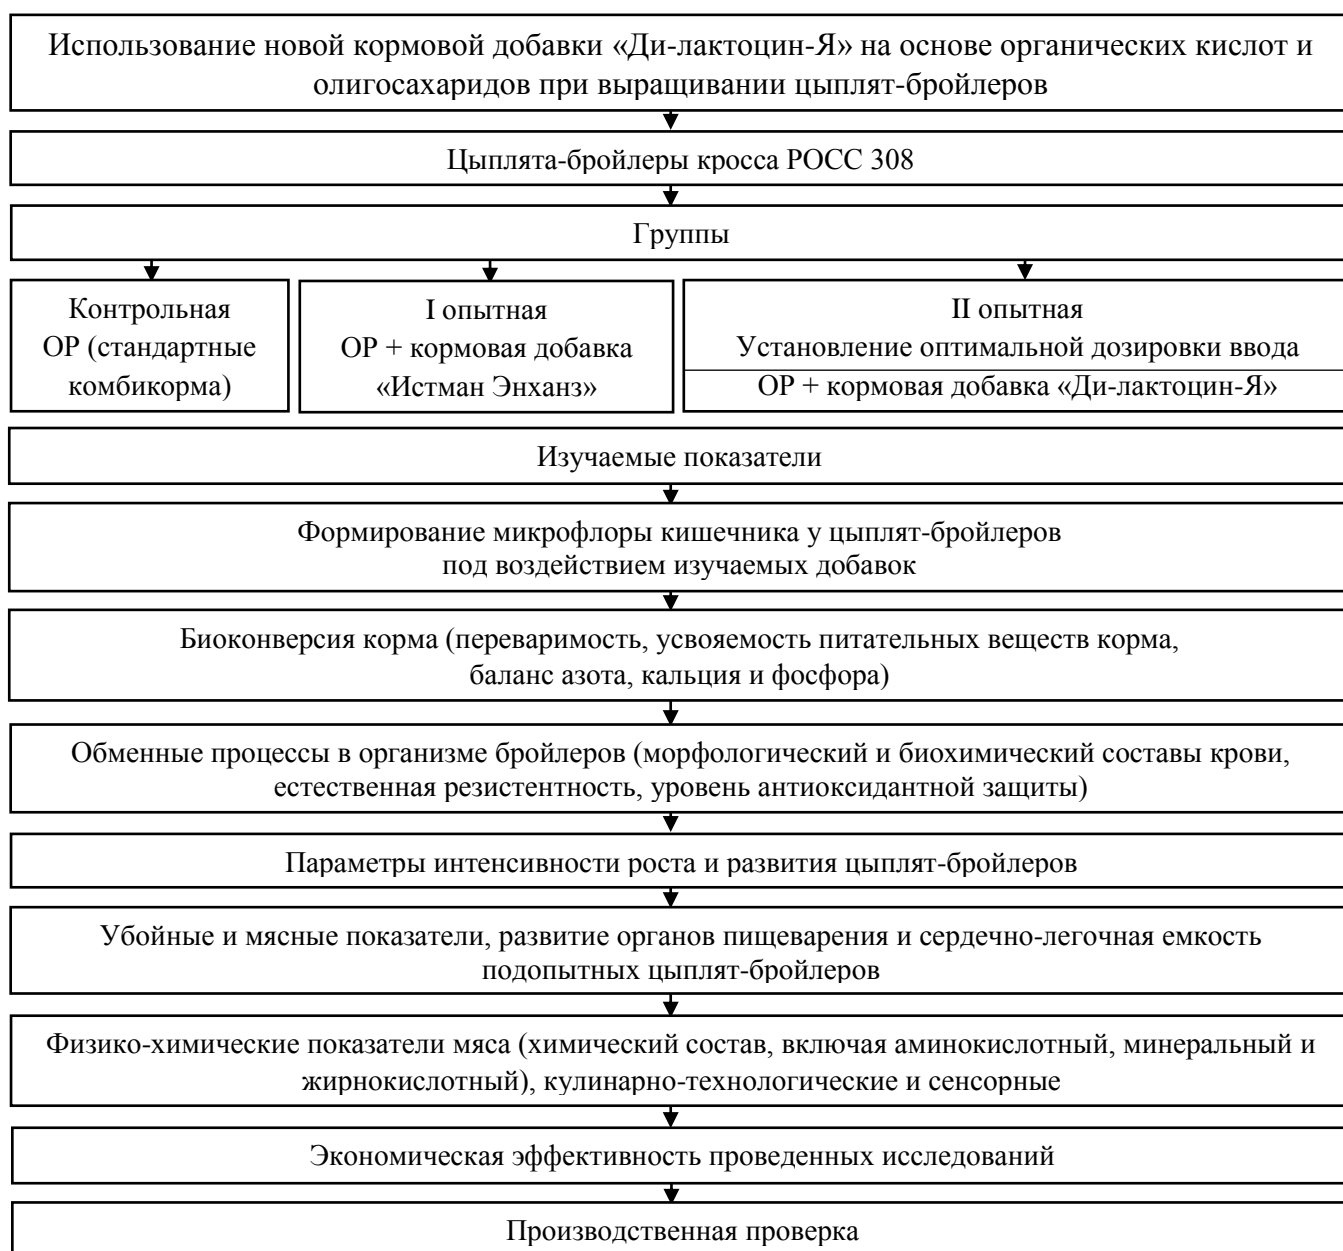 Использование новой кормовой добавки «Ди-лактоцин-Я» на основе органических кислот и
олигосахаридов при выращивании цыплят-бройлеров
Цыплята-бройлеры кросса РОСС 308
Группы
Контрольная
ОР (стандартные
комбикорма)
I опытная
ОР + кормовая добавка
«Истман Энханз»
II опытная
Установление оптимальной дозировки ввода
ОР + кормовая добавка «Ди-лактоцин-Я»
Изучаемые показатели
Формирование микрофлоры кишечника у цыплят-бройлеров
под воздействием изучаемых добавок
Биоконверсия корма (переваримость, усвояемость питательных веществ корма,
баланс азота, кальция и фосфора)
Обменные процессы в организме бройлеров (морфологический и биохимический составы крови,
естественная резистентность, уровень антиоксидантной защиты)
Параметры интенсивности роста и развития цыплят-бройлеров
Убойные и мясные показатели, развитие органов пищеварения и сердечно-легочная емкость
подопытных цыплят-бройлеров
Физико-химические показатели мяса (химический состав, включая аминокислотный, минеральный и
жирнокислотный), кулинарно-технологические и сенсорные
Экономическая эффективность проведенных исследований
Производственная проверка